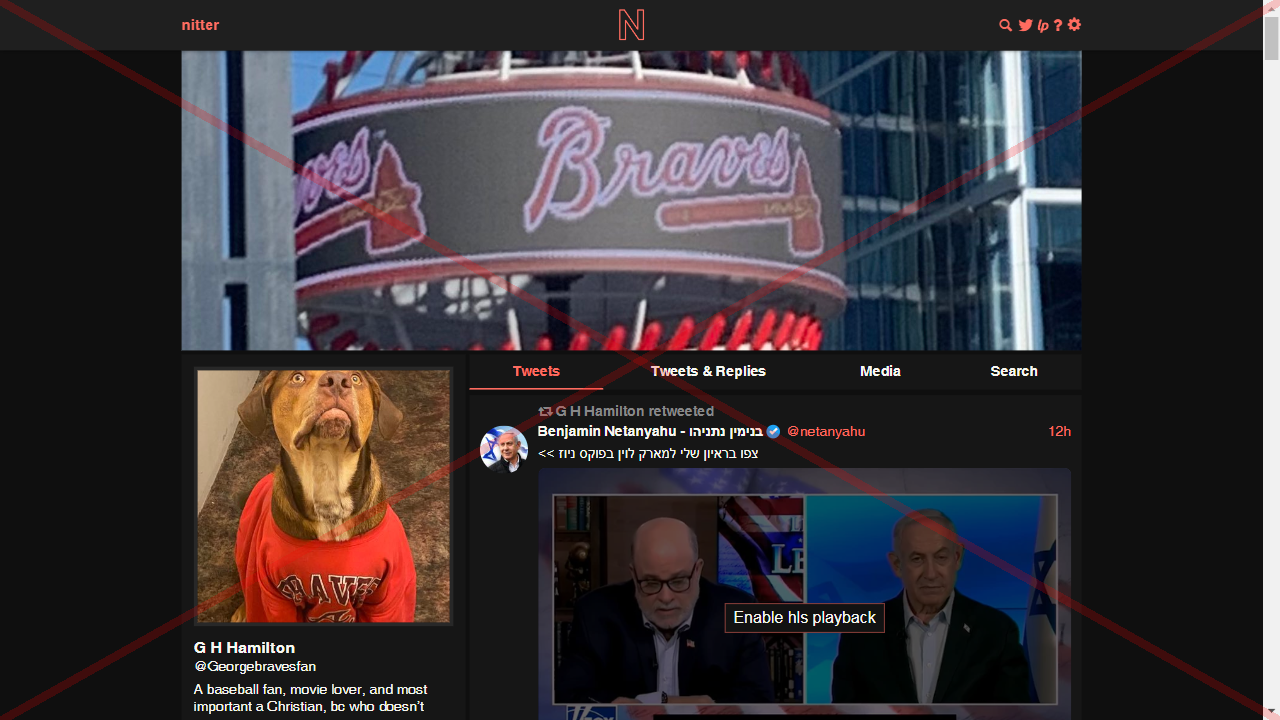 nitter
N
lp ?
Braves
Tweets
Tweets & Replies
Media
Search
G H Hamilton retweeted
Benjamin Netanyahu - בנימין נתניהו @netanyahu 12h
צפו בראיון שלי למארק לוין בפוקס ניוז >>
Enable hls playback
G H Hamilton
@Georgebravesfan
A baseball fan, movie lover, and most
important a Christian, bc who doesn’t